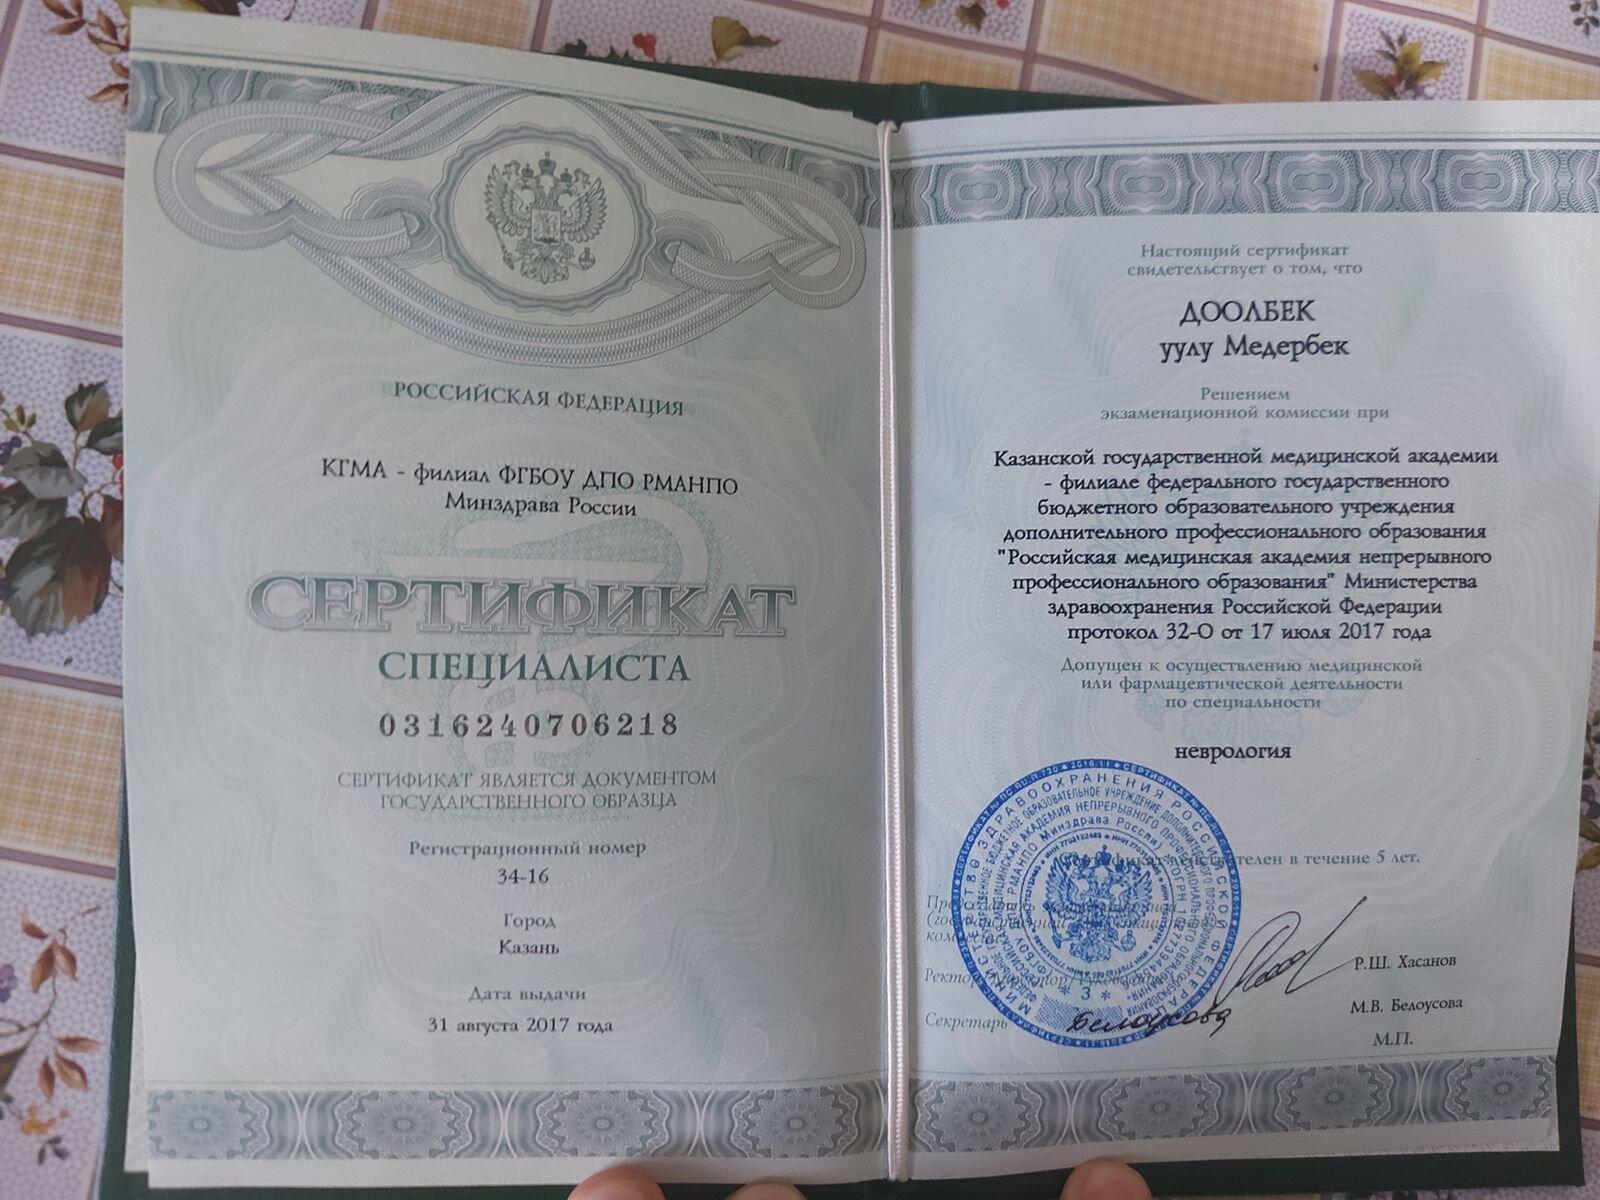 РОССИЙСКАЯ ФЕДЕРАЦИЯ
КГМА - филиал ФГБОУ ДПО РМАНПО
Минздрава России
СЕРТИФИКАТ
СПЕЦИАЛИСТА
0316240706218
СЕРТИФИКАТ ЯВЛЯЕТСЯ ДОКУМЕНТОМ
ГОСУДАРСТВЕННОГО ОБРАЗЦА
Регистрационный номер
34-16
Город
Казань
Дата выдачи
31 августа 2017 года
Настоящий сертификат
свидетельствует о том, что
ДООЛБЕК
уулу Медербек
Решением
экзаменационной комиссии при
Казанской государственной медицинской академии
- филиале федерального государственного
бюджетного образовательного учреждения
дополнительного профессионального образования
"Российская медицинская академия непрерывного
профессионального образования" Министерства
здравоохранения Российской Федерации
протокол 32-О от 17 июля 2017 года
Допущен к осуществлению медицинской
или фармацевтической деятельности
по специальности
неврология
Сертификат действителен в течение 5 лет.
Р.Ш. Хасанов
М.В. Белоусова
Секретарь
Белоусова
М.П.
* 3 *